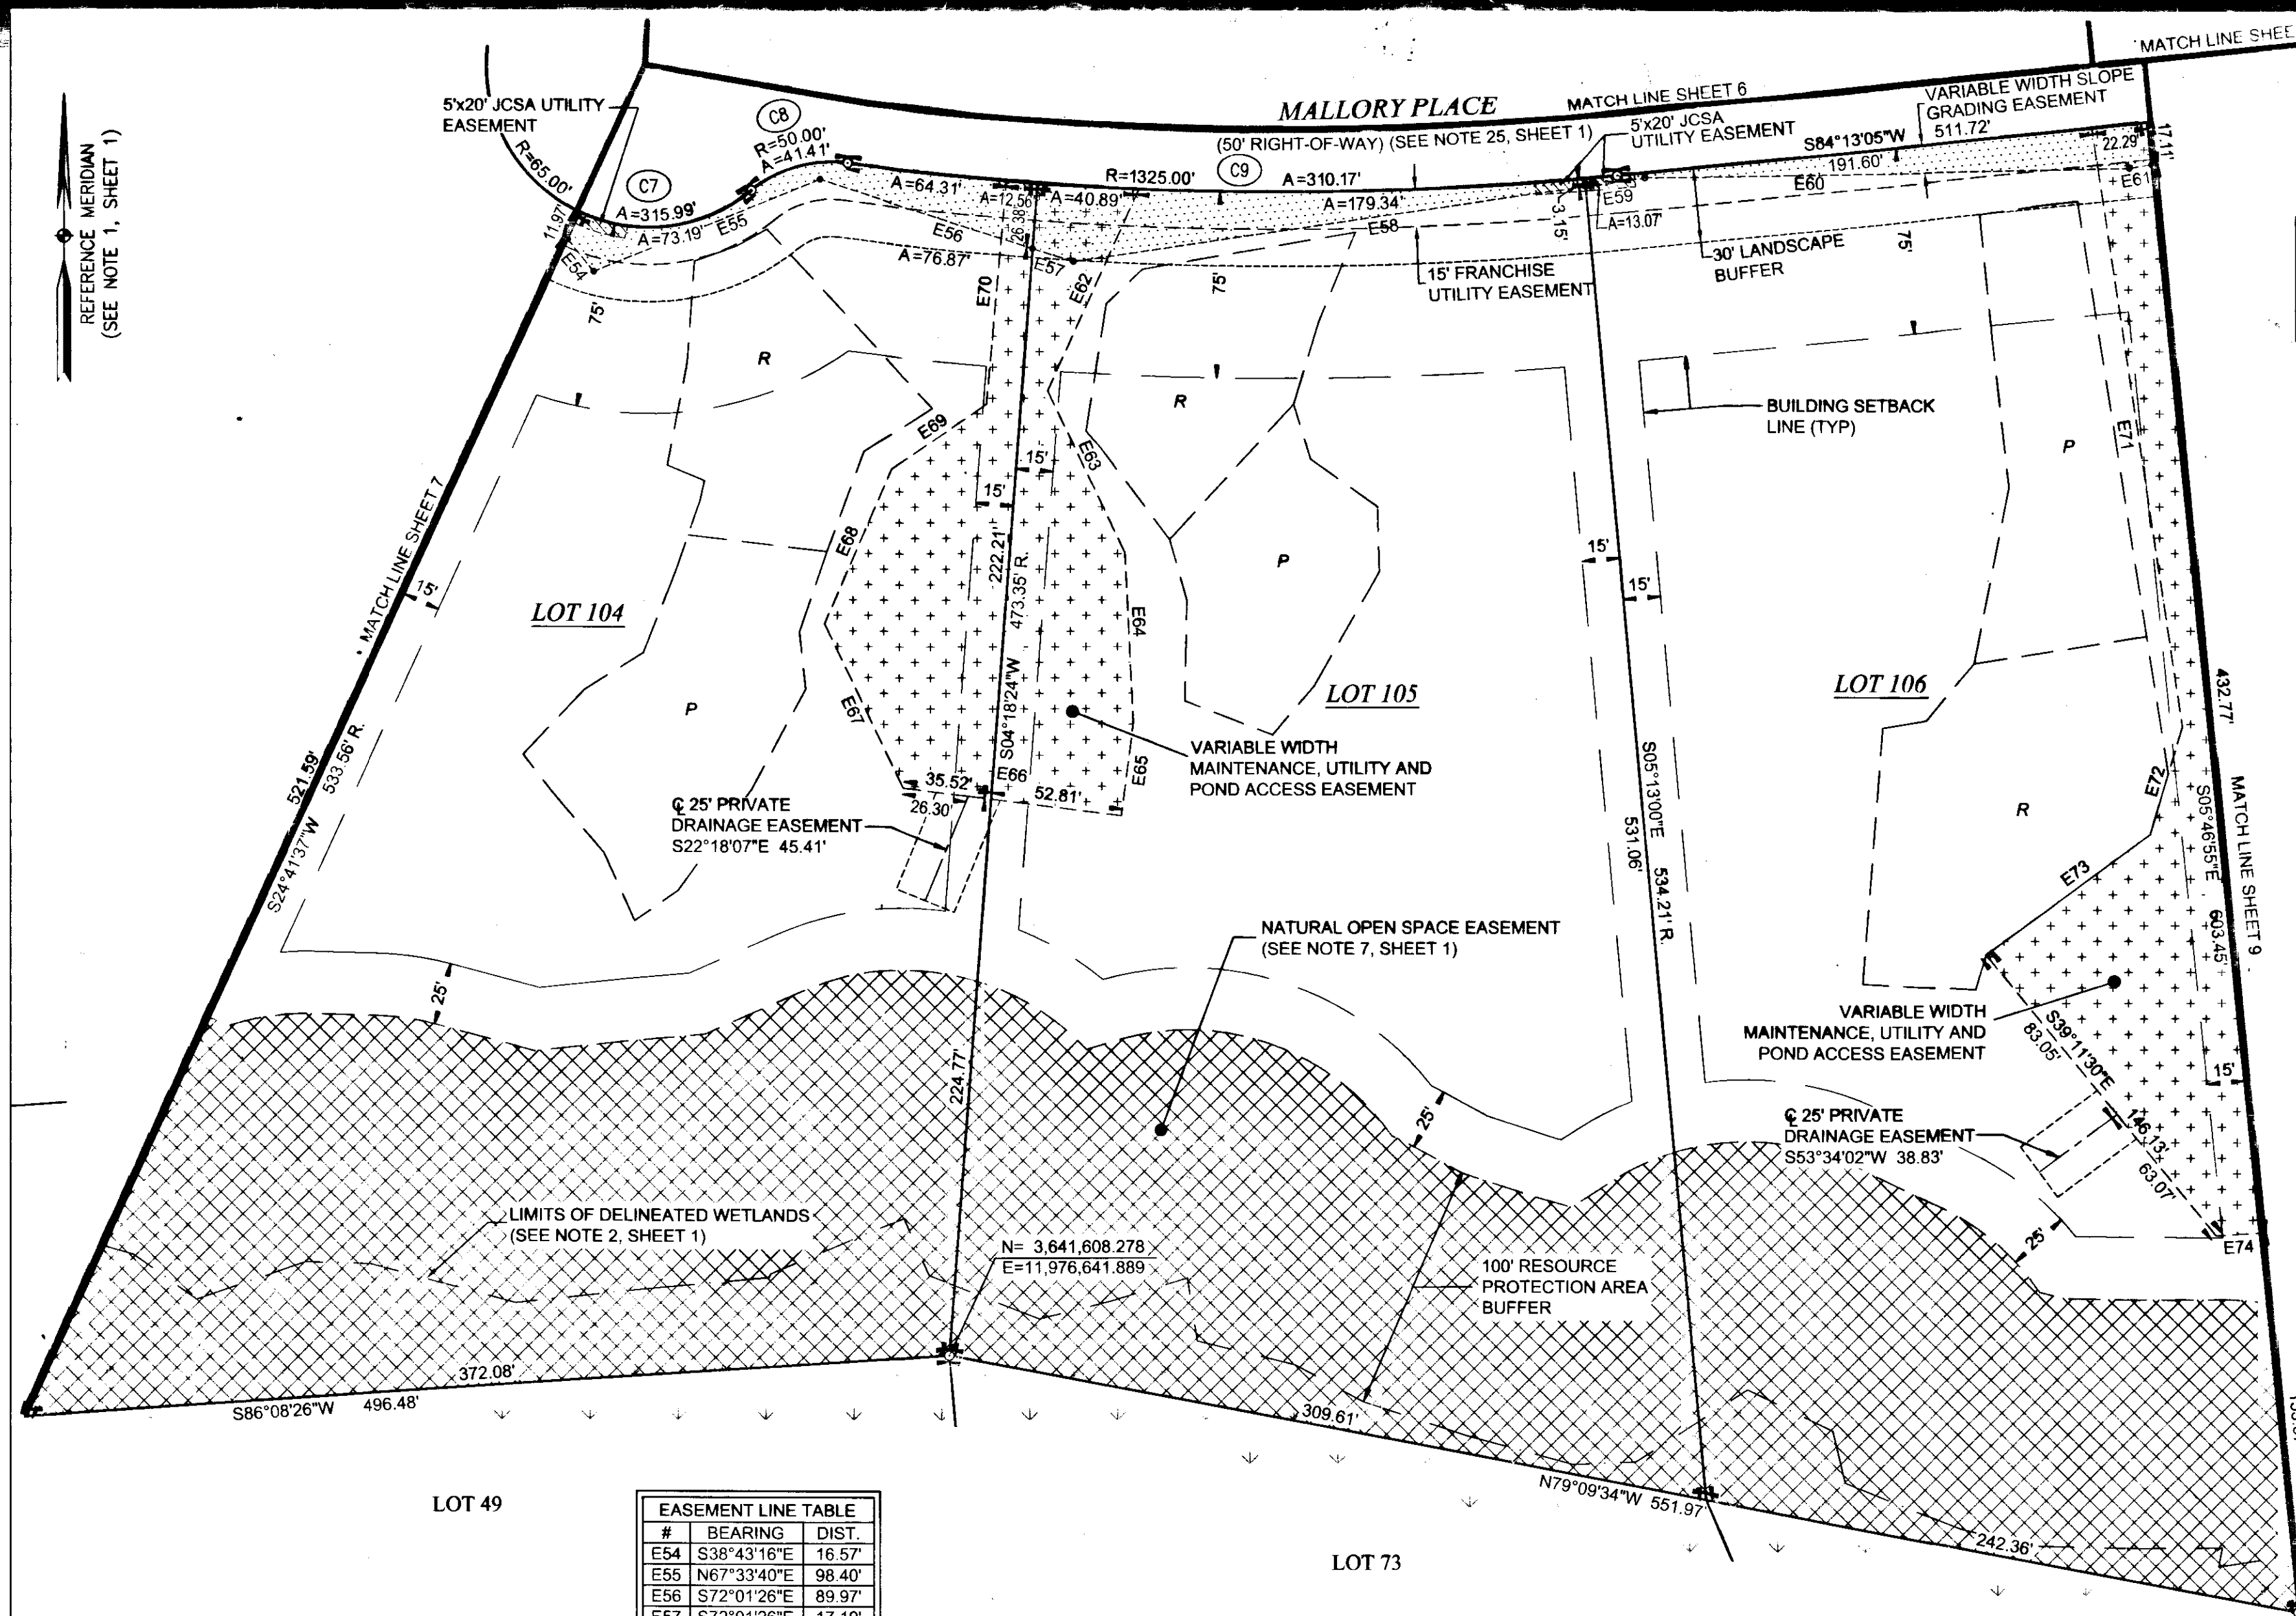 MATCH LINE SHEE
REFERENCE MERIDIAN
(SEE NOTE 1, SHEET 1)
5'x20' JCSA UTILITY
EASEMENT
R=65.00'
C7
A=315.99'
A=73.19'
11.97'
E54
E55
C8
R=50.00'
A=41.41'
MALLORY PLACE
(50' RIGHT-OF-WAY) (SEE NOTE 25, SHEET 1)
MATCH LINE SHEET 6
5'x20' JCSA
UTILITY EASEMENT
VARIABLE WIDTH SLOPE
GRADING EASEMENT
S84°13'05"W
511.72'
191.60'
22.29'
17.11'
A=64.31'
A=12.56'
A=40.89'
R=1325.00'
C9
A=310.17'
A=179.34'
A=13.07'
3.15'
26.38'
E56
A=76.87'
E57
E58
E59
E60
E61
E62
E70
75'
75'
75'
15' FRANCHISE
UTILITY EASEMENT
30' LANDSCAPE
BUFFER
R
R
BUILDING SETBACK
LINE (TYP)
P
E71
E69
E63
15'
15'
E68
222.21'
473.35' R.
S04°18'24"W
P
15'
15'
MATCH LINE SHEET 7
15'
LOT 104
E64
E67
P
LOT 105
LOT 106
432.77'
521.59'
533.56' R.
S24°41'37"W
VARIABLE WIDTH
MAINTENANCE, UTILITY AND
POND ACCESS EASEMENT
E65
E66
35.52'
52.81'
26.30'
℄ 25' PRIVATE
DRAINAGE EASEMENT
S22°18'07"E 45.41'
S05°13'00"E
531.06'
534.21' R.
R
E72
E73
S05°46'55"E
603.45'
MATCH LINE SHEET 9
NATURAL OPEN SPACE EASEMENT
(SEE NOTE 7, SHEET 1)
25'
VARIABLE WIDTH
MAINTENANCE, UTILITY AND
POND ACCESS EASEMENT
S39°11'30"E
83.05'
146.13'
63.07'
15'
224.77'
25'
℄ 25' PRIVATE
DRAINAGE EASEMENT
S53°34'02"W 38.83'
25'
E74
LIMITS OF DELINEATED WETLANDS
(SEE NOTE 2, SHEET 1)
N= 3,641,608.278
E=11,976,641.889
100' RESOURCE
PROTECTION AREA
BUFFER
372.08'
S86°08'26"W 496.48'
309.61'
N79°09'34"W 551.97'
242.36'
LOT 49
LOT 73
EASEMENT LINE TABLE
# BEARING DIST.
E54 S38°43'16"E 16.57'
E55 N67°33'40"E 98.40'
E56 S72°01'26"E 89.97'
E57 S72°01'26"E 17.19'